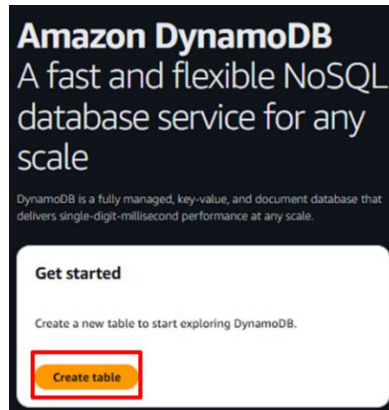 Amazon DynamoDB
A fast and flexible NoSQL
database service for any
scale
DynamoDB is a fully managed, key-value, and document database that
delivers single-digit-millisecond performance at any scale.
Get started
Create a new table to start exploring DynamoDB.
Create table